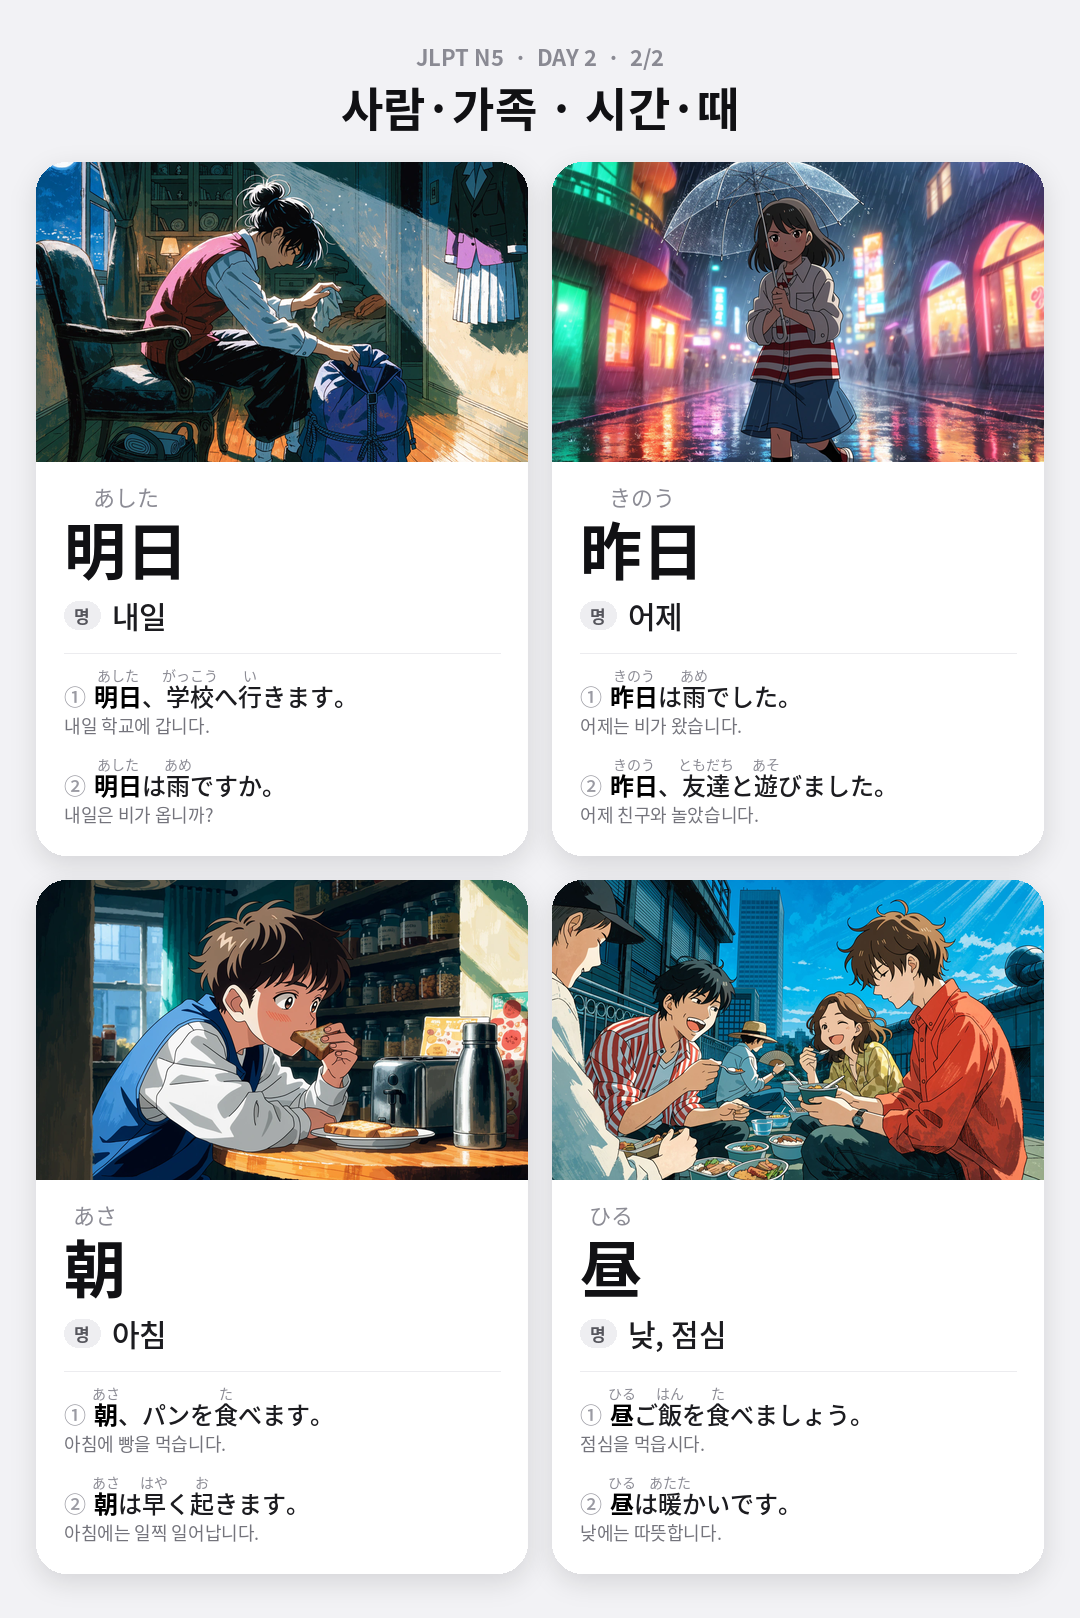 JLPT N5 · DAY 2 · 2/2
사람·가족 · 시간·때
あした
明日
명 내일
あした がっこう い
① 明日、学校へ行きます。
내일 학교에 갑니다.
あした あめ
② 明日は雨ですか。
내일은 비가 옵니까?
きのう
昨日
명 어제
きのう あめ
① 昨日は雨でした。
어제는 비가 왔습니다.
きのう ともだち あそ
② 昨日、友達と遊びました。
어제 친구와 놀았습니다.
あさ
朝
명 아침
あさ た
① 朝、パンを食べます。
아침에 빵을 먹습니다.
あさ はや お
② 朝は早く起きます。
아침에는 일찍 일어납니다.
ひる
昼
명 낮, 점심
ひる はん た
① 昼ご飯を食べましょう。
점심을 먹읍시다.
ひる あたた
② 昼は暖かいです。
낮에는 따뜻합니다.